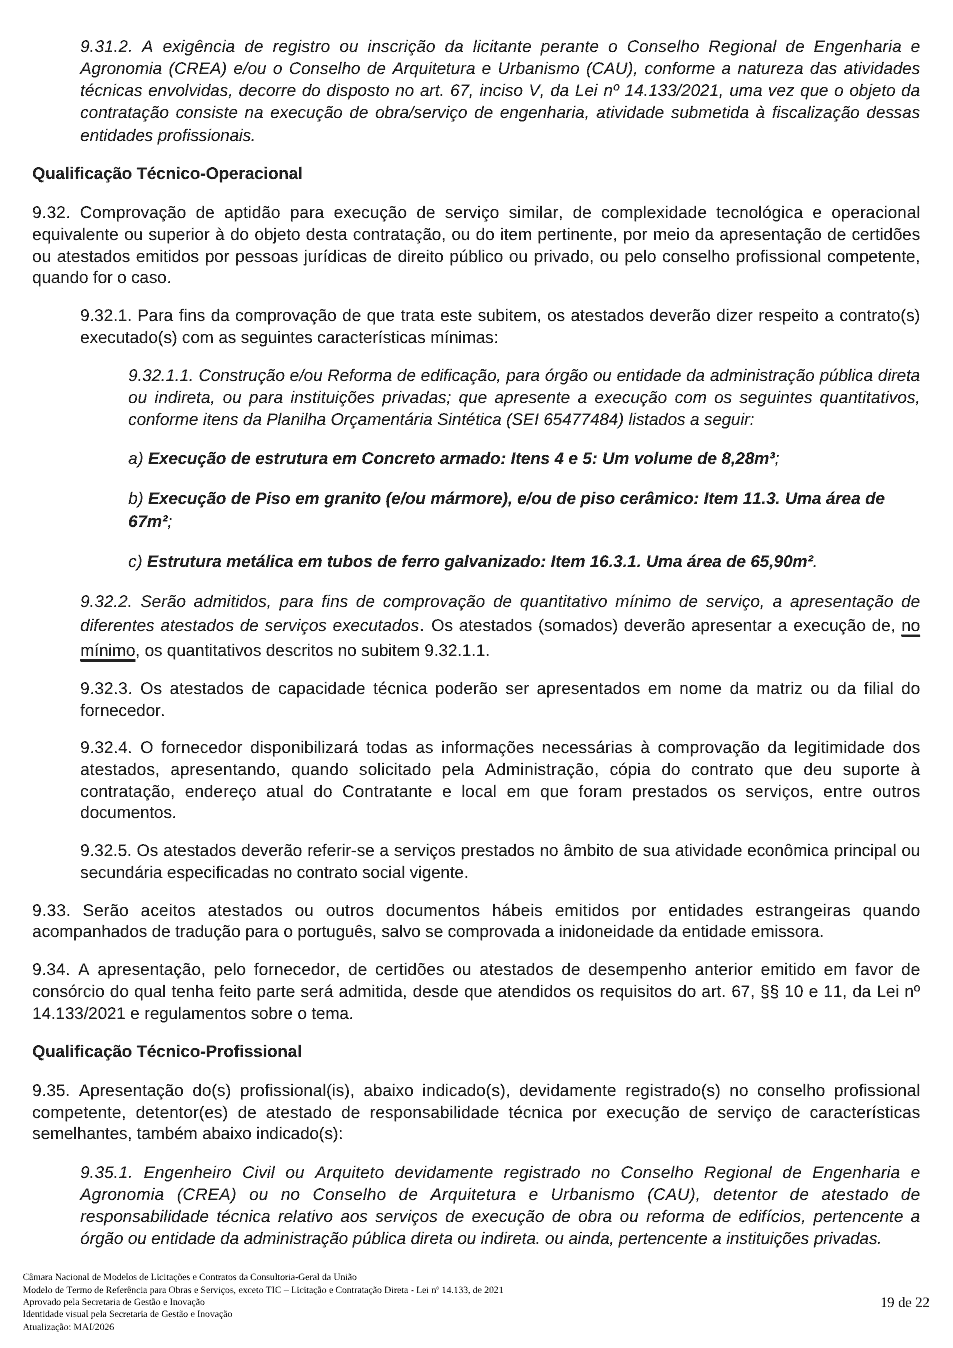 9.31.2. A exigência de registro ou inscrição da licitante perante o Conselho Regional de Engenharia e
Agronomia (CREA) e/ou o Conselho de Arquitetura e Urbanismo (CAU), conforme a natureza das atividades
técnicas envolvidas, decorre do disposto no art. 67, inciso V, da Lei nº 14.133/2021, uma vez que o objeto da
contratação consiste na execução de obra/serviço de engenharia, atividade submetida à fiscalização dessas
entidades profissionais.
Qualificação Técnico-Operacional
9.32. Comprovação de aptidão para execução de serviço similar, de complexidade tecnológica e operacional
equivalente ou superior à do objeto desta contratação, ou do item pertinente, por meio da apresentação de certidões
ou atestados emitidos por pessoas jurídicas de direito público ou privado, ou pelo conselho profissional competente,
quando for o caso.
9.32.1. Para fins da comprovação de que trata este subitem, os atestados deverão dizer respeito a contrato(s)
executado(s) com as seguintes características mínimas:
9.32.1.1. Construção e/ou Reforma de edificação, para órgão ou entidade da administração pública direta
ou indireta, ou para instituições privadas; que apresente a execução com os seguintes quantitativos,
conforme itens da Planilha Orçamentária Sintética (SEI 65477484) listados a seguir:
a) Execução de estrutura em Concreto armado: Itens 4 e 5: Um volume de 8,28m³;
b) Execução de Piso em granito (e/ou mármore), e/ou de piso cerâmico: Item 11.3. Uma área de
67m²;
c) Estrutura metálica em tubos de ferro galvanizado: Item 16.3.1. Uma área de 65,90m².
9.32.2. Serão admitidos, para fins de comprovação de quantitativo mínimo de serviço, a apresentação de
diferentes atestados de serviços executados. Os atestados (somados) deverão apresentar a execução de, no
mínimo, os quantitativos descritos no subitem 9.32.1.1.
9.32.3. Os atestados de capacidade técnica poderão ser apresentados em nome da matriz ou da filial do
fornecedor.
9.32.4. O fornecedor disponibilizará todas as informações necessárias à comprovação da legitimidade dos
atestados, apresentando, quando solicitado pela Administração, cópia do contrato que deu suporte à
contratação, endereço atual do Contratante e local em que foram prestados os serviços, entre outros
documentos.
9.32.5. Os atestados deverão referir-se a serviços prestados no âmbito de sua atividade econômica principal ou
secundária especificadas no contrato social vigente.
9.33. Serão aceitos atestados ou outros documentos hábeis emitidos por entidades estrangeiras quando
acompanhados de tradução para o português, salvo se comprovada a inidoneidade da entidade emissora.
9.34. A apresentação, pelo fornecedor, de certidões ou atestados de desempenho anterior emitido em favor de
consórcio do qual tenha feito parte será admitida, desde que atendidos os requisitos do art. 67, §§ 10 e 11, da Lei nº
14.133/2021 e regulamentos sobre o tema.
Qualificação Técnico-Profissional
9.35. Apresentação do(s) profissional(is), abaixo indicado(s), devidamente registrado(s) no conselho profissional
competente, detentor(es) de atestado de responsabilidade técnica por execução de serviço de características
semelhantes, também abaixo indicado(s):
9.35.1. Engenheiro Civil ou Arquiteto devidamente registrado no Conselho Regional de Engenharia e
Agronomia (CREA) ou no Conselho de Arquitetura e Urbanismo (CAU), detentor de atestado de
responsabilidade técnica relativo aos serviços de execução de obra ou reforma de edifícios, pertencente a
órgão ou entidade da administração pública direta ou indireta. ou ainda, pertencente a instituições privadas.
Câmara Nacional de Modelos de Licitações e Contratos da Consultoria-Geral da União
Modelo de Termo de Referência para Obras e Serviços, exceto TIC – Licitação e Contratação Direta - Lei nº 14.133, de 2021
Aprovado pela Secretaria de Gestão e Inovação
Identidade visual pela Secretaria de Gestão e Inovação
Atualização: MAI/2026
19 de 22